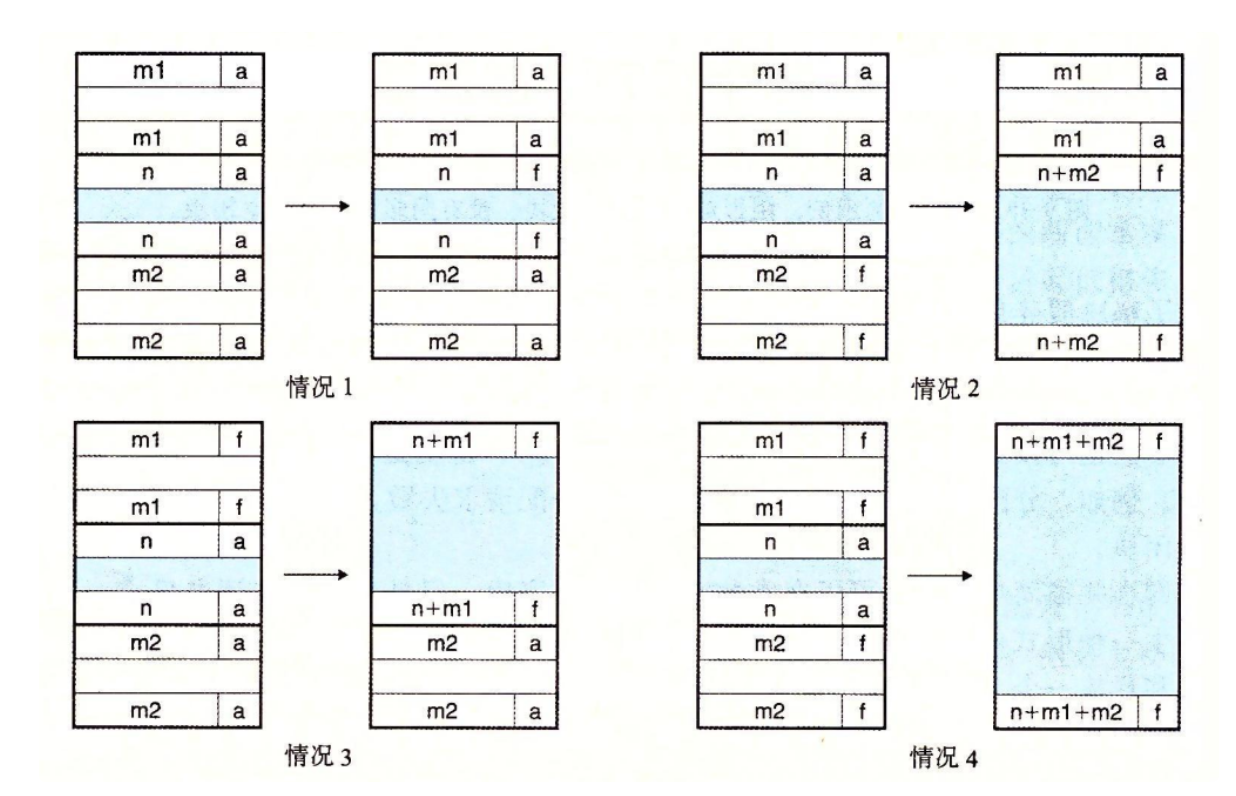 m1 a m1 a m1 a m1 a
m1 a m1 a m1 a m1 a
n a n f n a n+m2 f
n a n f n a
m2 a m2 a m2 f
m2 a m2 a m2 f n+m2 f
情况 1 情况 2
m1 f n+m1 f m1 f n+m1+m2 f
m1 f m1 f
n a n a
n a n+m1 f n a
m2 a m2 a m2 f
m2 a m2 a m2 f n+m1+m2 f
情况 3 情况 4